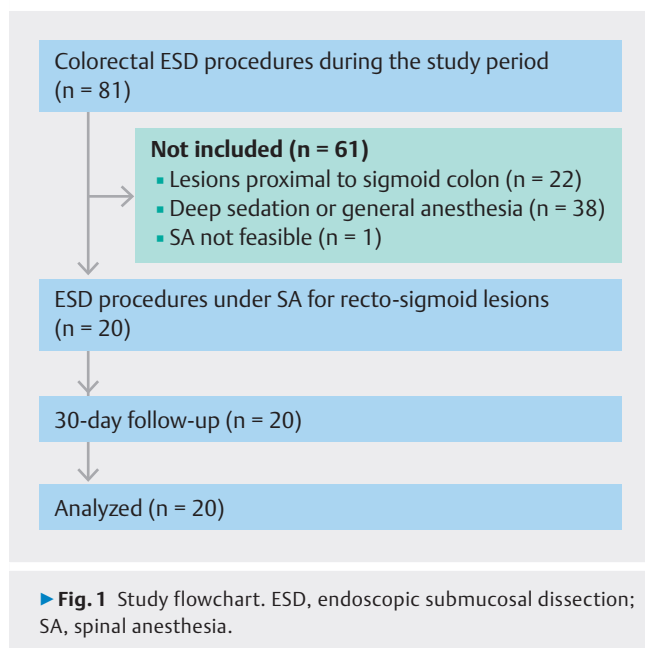 Colorectal ESD procedures during the study period
(n = 81)
Not included (n = 61)
▪ Lesions proximal to sigmoid colon (n = 22)
▪ Deep sedation or general anesthesia (n = 38)
▪ SA not feasible (n = 1)
ESD procedures under SA for recto-sigmoid lesions
(n = 20)
30-day follow-up (n = 20)
Analyzed (n = 20)
▶ Fig. 1 Study flowchart. ESD, endoscopic submucosal dissection;
SA, spinal anesthesia.